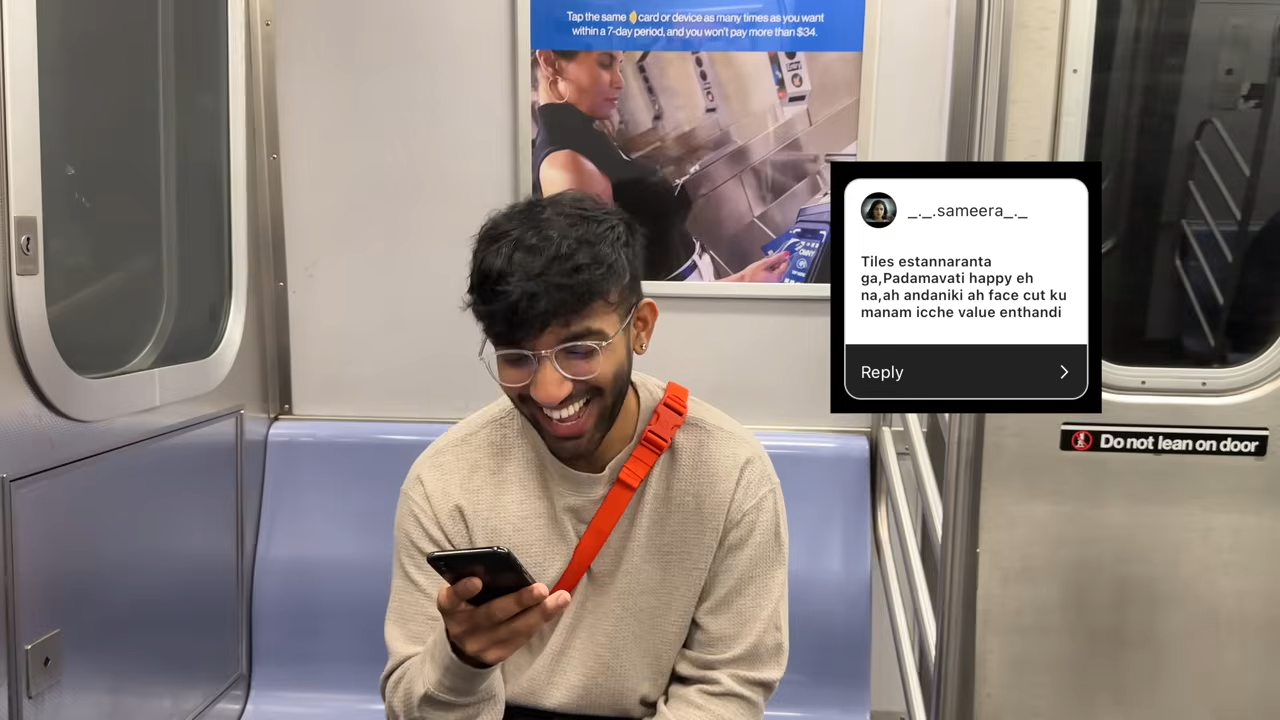 Tap the same card or device as many times as you want
within a 7-day period, and you won't pay more than $34.
_._.sameera_._
Tiles estannaranta
ga,Padamavati happy eh
na,ah andaniki ah face cut ku
manam icche value enthandi
Reply
Do not lean on door